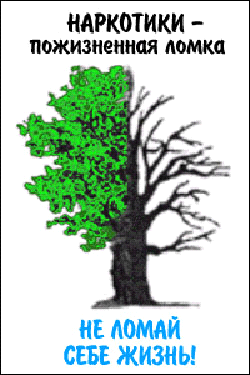 НАРКОТИКИ –
ПОЖИЗНЕННАЯ ЛОМКА
НЕ ЛОМАЙ
СЕБЕ ЖИЗНЬ!